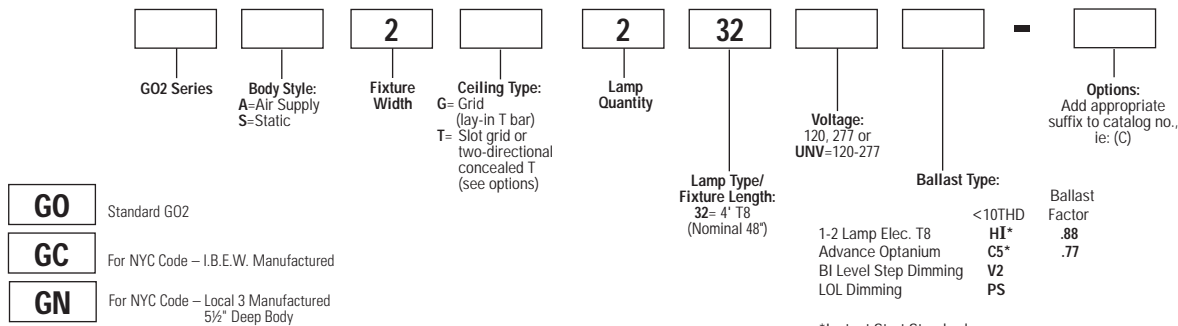 2 2 32 -
GO2 Series
Body Style:
A=Air Supply
S=Static
Fixture
Width
Ceiling Type:
G= Grid
(lay-in T bar)
T= Slot grid or
two-directional
concealed T
(see options)
Lamp
Quantity
Lamp Type/
Fixture Length:
32= 4' T8
(Nominal 48")
Voltage:
120, 277 or
UNV=120-277
Options:
Add appropriate
suffix to catalog no.,
ie: (C)
Ballast Type:
Ballast
<10THD Factor
1-2 Lamp Elec. T8 HI* .88
Advance Optanium C5* .77
BI Level Step Dimming V2
LOL Dimming PS
GO Standard GO2
GC For NYC Code – I.B.E.W. Manufactured
GN For NYC Code – Local 3 Manufactured
5½" Deep Body